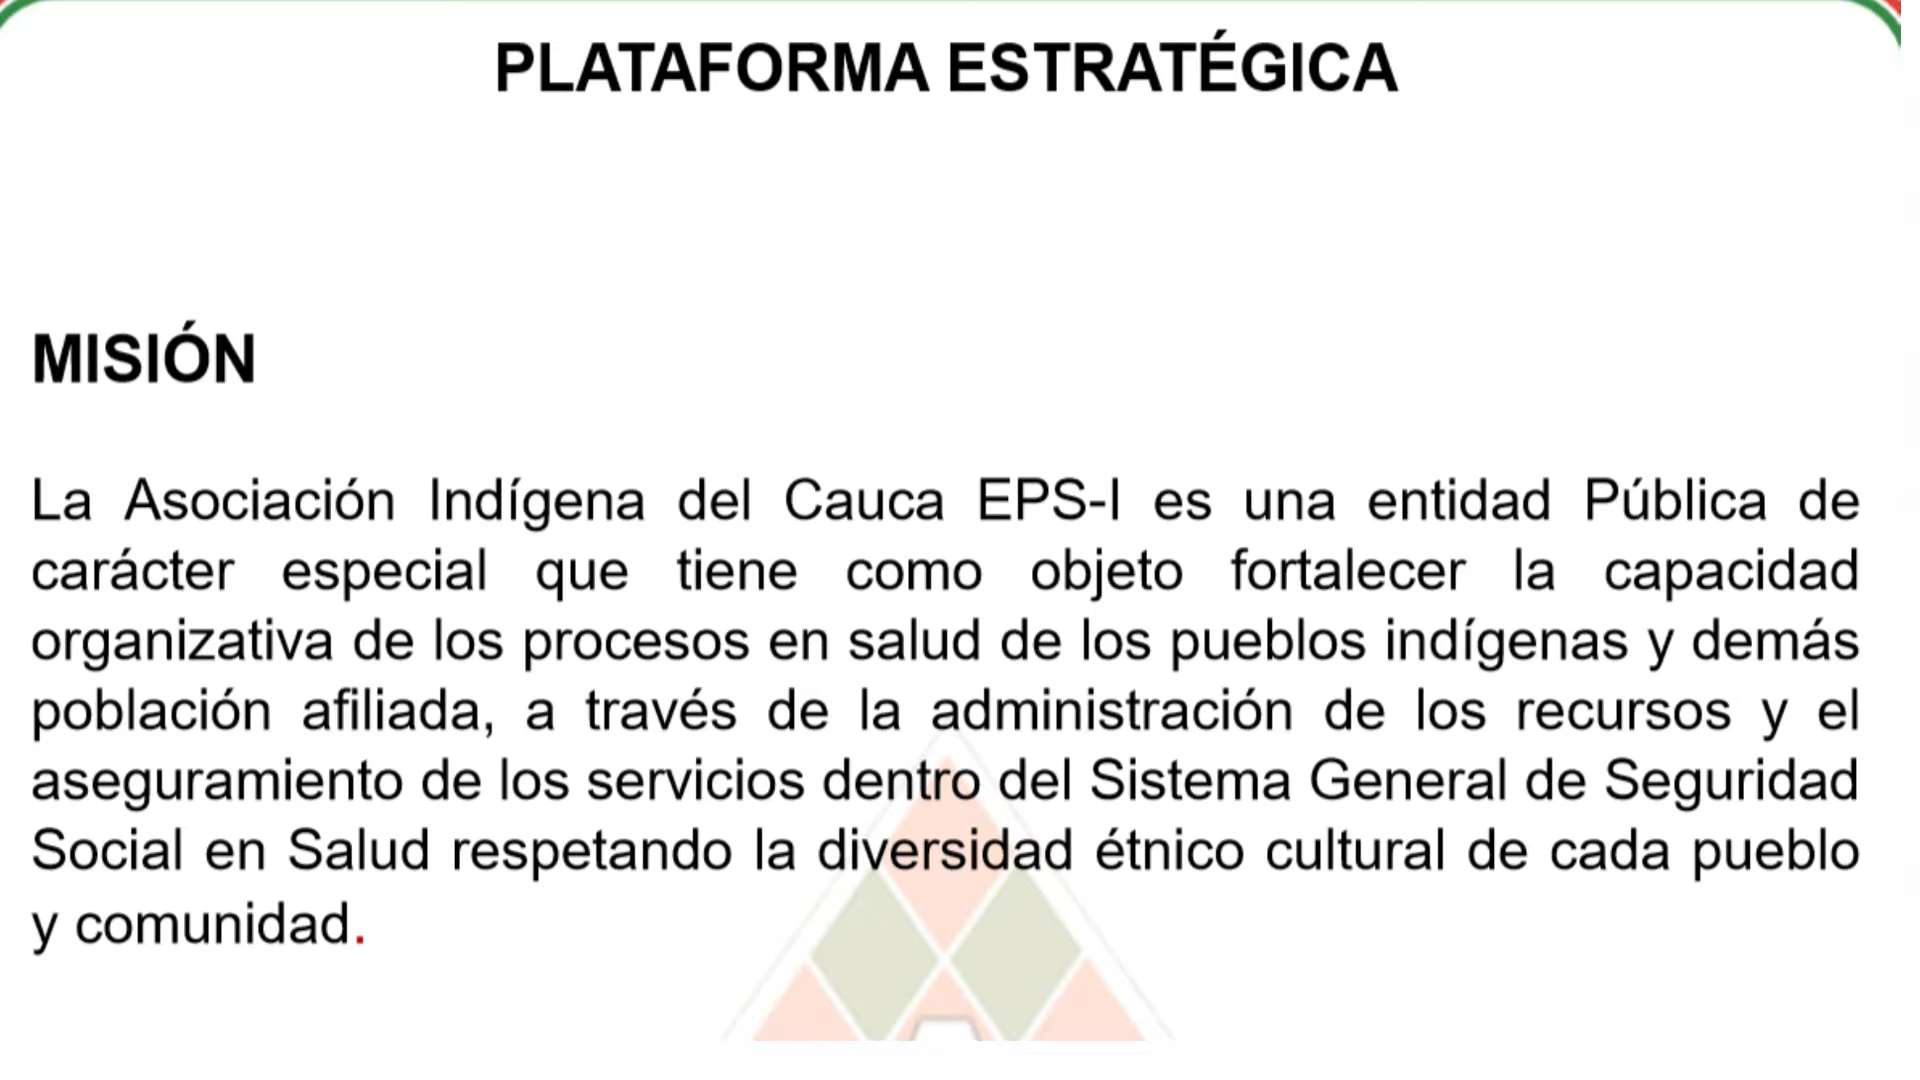 PLATAFORMA ESTRATÉGICA
MISIÓN
La Asociación Indígena del Cauca EPS-I es una entidad Pública de
carácter especial que tiene como objeto fortalecer la capacidad
organizativa de los procesos en salud de los pueblos indígenas y demás
población afiliada, a través de la administración de los recursos y el
aseguramiento de los servicios dentro del Sistema General de Seguridad
Social en Salud respetando la diversidad étnico cultural de cada pueblo
y comunidad.